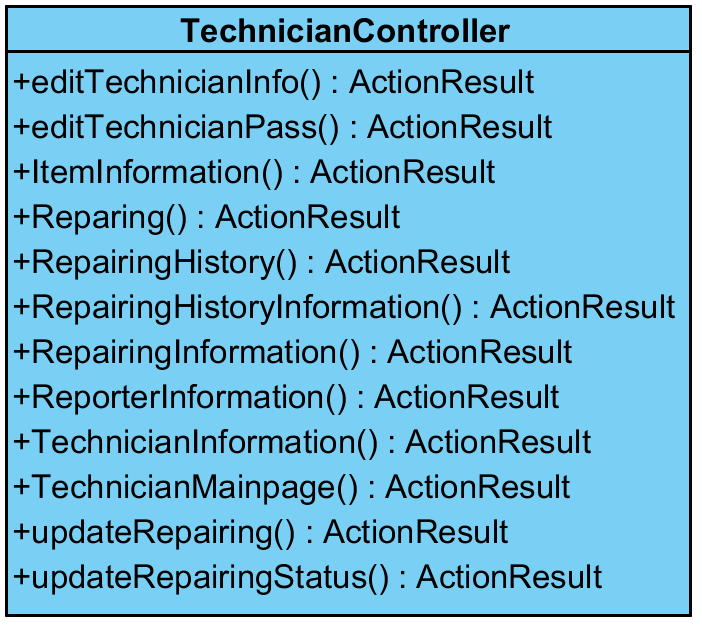 TechnicianController
+editTechnicianInfo() : ActionResult
+editTechnicianPass() : ActionResult
+ItemInformation() : ActionResult
+Reparing() : ActionResult
+RepairingHistory() : ActionResult
+RepairingHistoryInformation() : ActionResult
+RepairingInformation() : ActionResult
+ReporterInformation() : ActionResult
+TechnicianInformation() : ActionResult
+TechnicianMainpage() : ActionResult
+updateRepairing() : ActionResult
+updateRepairingStatus() : ActionResult